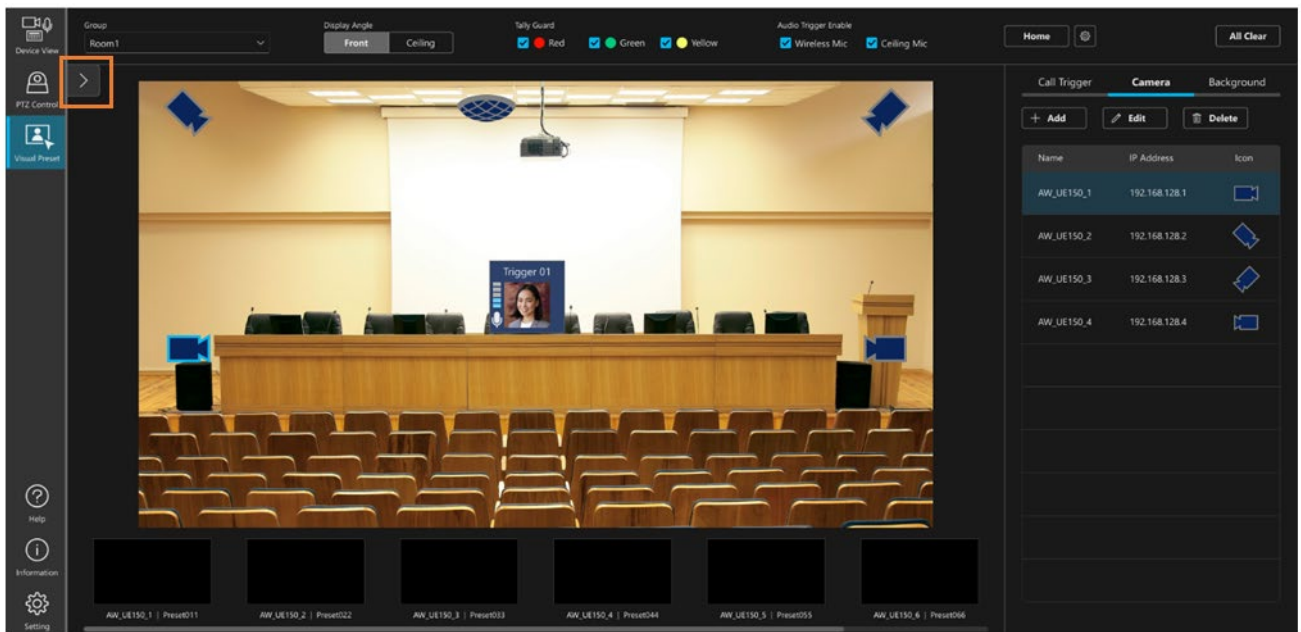 Device View
PTZ Control
Visual Preset
Help
Information
Setting
Group
Room1
Display Angle
Front Ceiling
Tally Guard
Red Green Yellow
Audio Trigger Enable
Wireless Mic Ceiling Mic
Home
All Clear
Trigger 01
AW_UE150_1 | Preset011
AW_UE150_2 | Preset022
AW_UE150_3 | Preset033
AW_UE150_4 | Preset044
AW_UE150_5 | Preset055
AW_UE150_6 | Preset066
Call Trigger Camera Background
+ Add Edit Delete
Name IP Address Icon
AW_UE150_1 192.168.128.1
AW_UE150_2 192.168.128.2
AW_UE150_3 192.168.128.3
AW_UE150_4 192.168.128.4